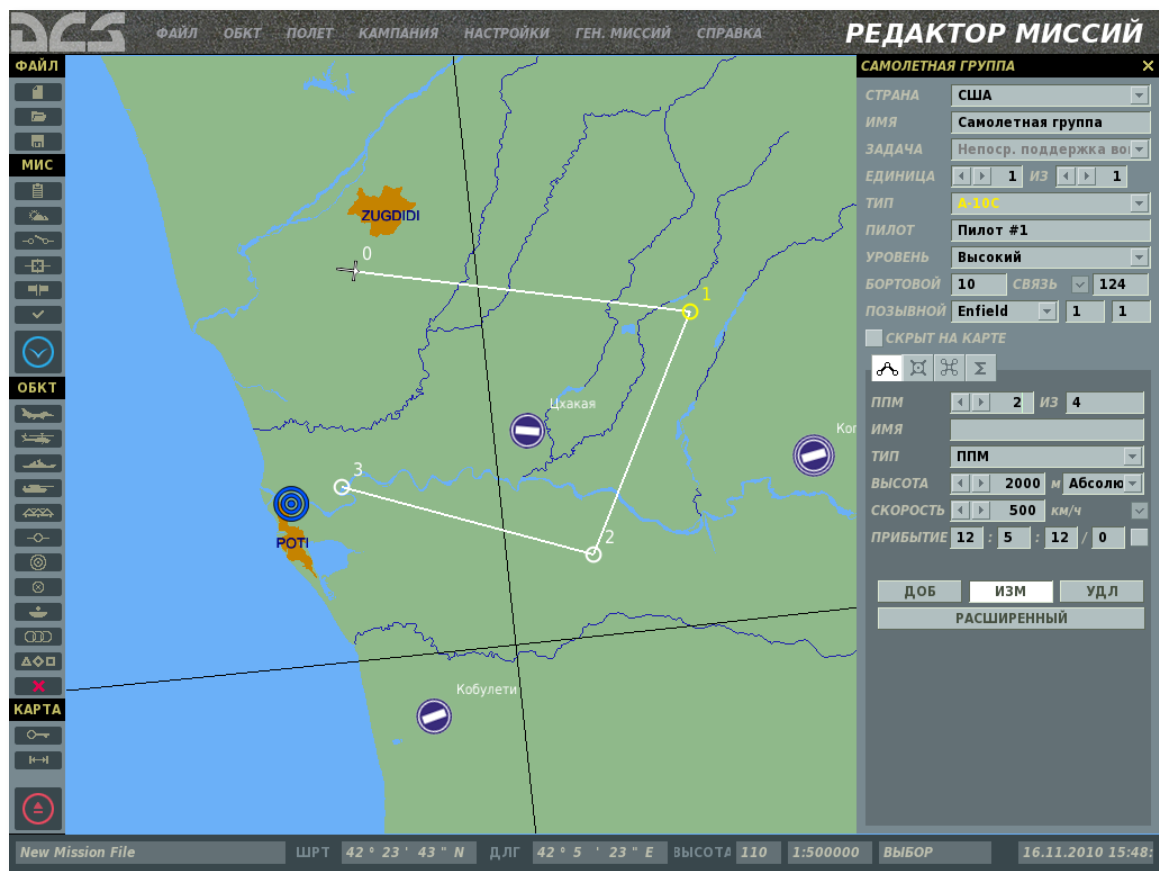 DCS
ФАЙЛ ОБКТ ПОЛЕТ КАМПАНИЯ НАСТРОЙКИ ГЕН. МИССИЙ СПРАВКА
РЕДАКТОР МИССИЙ
ФАЙЛ
МИС
ОБКТ
КАРТА
ZUGDIDI
0
1
Цхакая
Ког
3
POTI
2
Кобулети
САМОЛЕТНАЯ ГРУППА
СТРАНА США
ИМЯ Самолетная группа
ЗАДАЧА Непоср. поддержка во
ЕДИНИЦА 1 ИЗ 1
ТИП A-10C
ПИЛОТ Пилот #1
УРОВЕНЬ Высокий
БОРТОВОЙ 10 СВЯЗЬ 124
ПОЗЫВНОЙ Enfield 1 1
СКРЫТ НА КАРТЕ
Σ
ППМ 2 ИЗ 4
ИМЯ
ТИП ППМ
ВЫСОТА 2000 м Абсолю
СКОРОСТЬ 500 км/ч
ПРИБЫТИЕ 12 : 5 : 12 / 0
ДОБ ИЗМ УДЛ
РАСШИРЕННЫЙ
New Mission File ШРТ 42 ° 23 ' 43 " N ДЛГ 42 ° 5 ' 23 " E ВЫСОТА 110 1:500000 ВЫБОР 16.11.2010 15:48: